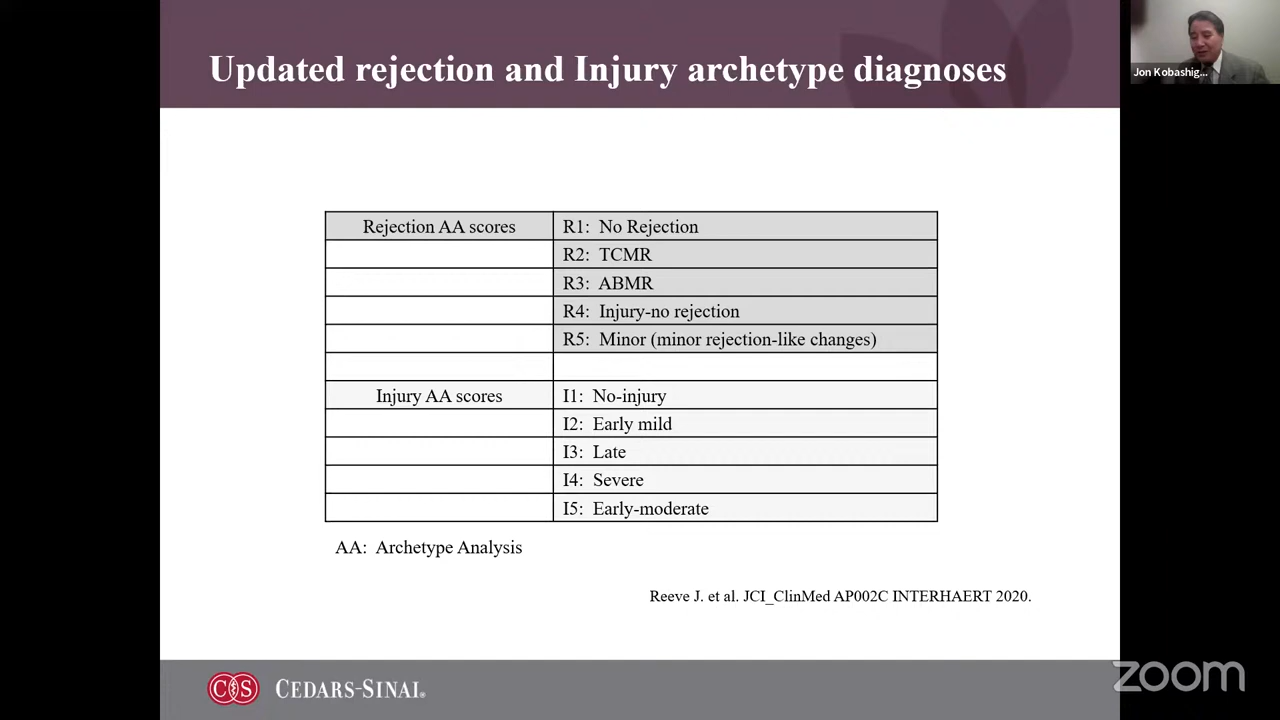 Updated rejection and Injury archetype diagnoses
Jon Kobashig...
Rejection AA scores R1: No Rejection
R2: TCMR
R3: ABMR
R4: Injury-no rejection
R5: Minor (minor rejection-like changes)
Injury AA scores I1: No-injury
I2: Early mild
I3: Late
I4: Severe
I5: Early-moderate
AA: Archetype Analysis
Reeve J. et al. JCI_ClinMed AP002C INTERHAERT 2020.
CS CEDARS-SINAI®
zoom